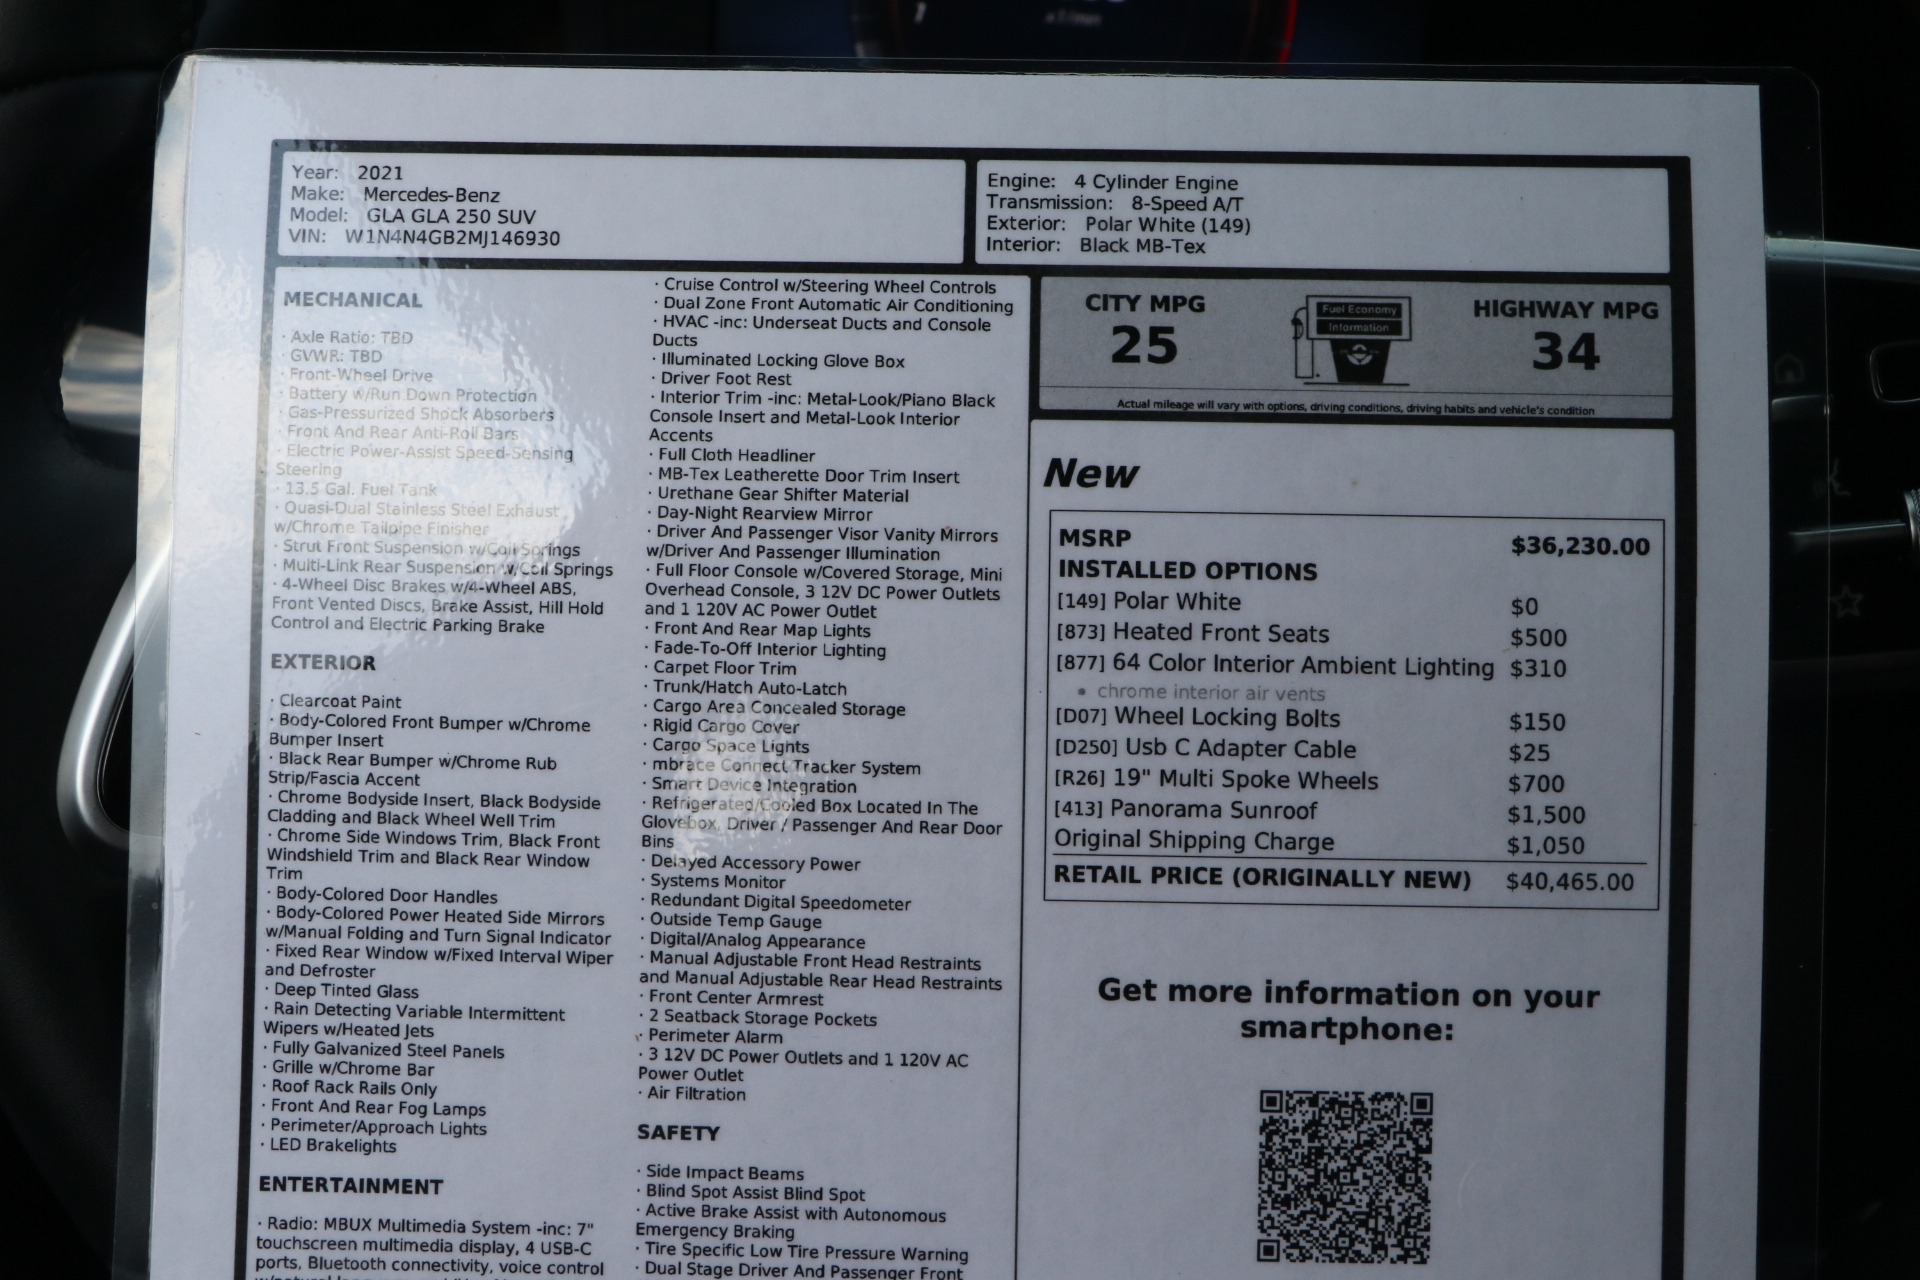 Year: 2021
Make: Mercedes-Benz
Model: GLA GLA 250 SUV
VIN: W1N4N4GB2MJ146930
Engine: 4 Cylinder Engine
Transmission: 8-Speed A/T
Exterior: Polar White (149)
Interior: Black MB-Tex
MECHANICAL
· Axle Ratio: TBD
· GVWR: TBD
· Front-Wheel Drive
· Battery w/Run Down Protection
· Gas-Pressurized Shock Absorbers
· Front And Rear Anti-Roll Bars
· Electric Power-Assist Speed-Sensing
Steering
· 13.5 Gal. Fuel Tank
· Quasi-Dual Stainless Steel Exhaust
w/Chrome Tailpipe Finisher
· Strut Front Suspension w/Coil Springs
· Multi-Link Rear Suspension w/Coil Springs
· 4-Wheel Disc Brakes w/4-Wheel ABS,
Front Vented Discs, Brake Assist, Hill Hold
Control and Electric Parking Brake
EXTERIOR
· Clearcoat Paint
· Body-Colored Front Bumper w/Chrome
Bumper Insert
· Black Rear Bumper w/Chrome Rub
Strip/Fascia Accent
· Chrome Bodyside Insert, Black Bodyside
Cladding and Black Wheel Well Trim
· Chrome Side Windows Trim, Black Front
Windshield Trim and Black Rear Window
Trim
· Body-Colored Door Handles
· Body-Colored Power Heated Side Mirrors
w/Manual Folding and Turn Signal Indicator
· Fixed Rear Window w/Fixed Interval Wiper
and Defroster
· Deep Tinted Glass
· Rain Detecting Variable Intermittent
Wipers w/Heated Jets
· Fully Galvanized Steel Panels
· Grille w/Chrome Bar
· Roof Rack Rails Only
· Front And Rear Fog Lamps
· Perimeter/Approach Lights
· LED Brakelights
ENTERTAINMENT
· Radio: MBUX Multimedia System -inc: 7"
touchscreen multimedia display, 4 USB-C
ports, Bluetooth connectivity, voice control
· Cruise Control w/Steering Wheel Controls
· Dual Zone Front Automatic Air Conditioning
· HVAC -inc: Underseat Ducts and Console
Ducts
· Illuminated Locking Glove Box
· Driver Foot Rest
· Interior Trim -inc: Metal-Look/Piano Black
Console Insert and Metal-Look Interior
Accents
· Full Cloth Headliner
· MB-Tex Leatherette Door Trim Insert
· Urethane Gear Shifter Material
· Day-Night Rearview Mirror
· Driver And Passenger Visor Vanity Mirrors
w/Driver And Passenger Illumination
· Full Floor Console w/Covered Storage, Mini
Overhead Console, 3 12V DC Power Outlets
and 1 120V AC Power Outlet
· Front And Rear Map Lights
· Fade-To-Off Interior Lighting
· Carpet Floor Trim
· Trunk/Hatch Auto-Latch
· Cargo Area Concealed Storage
· Rigid Cargo Cover
· Cargo Space Lights
· mbrace Connect Tracker System
· Smart Device Integration
· Refrigerated/Cooled Box Located In The
Glovebox, Driver / Passenger And Rear Door
Bins
· Delayed Accessory Power
· Systems Monitor
· Redundant Digital Speedometer
· Outside Temp Gauge
· Digital/Analog Appearance
· Manual Adjustable Front Head Restraints
and Manual Adjustable Rear Head Restraints
· Front Center Armrest
· 2 Seatback Storage Pockets
· Perimeter Alarm
· 3 12V DC Power Outlets and 1 120V AC
Power Outlet
· Air Filtration
SAFETY
· Side Impact Beams
· Blind Spot Assist Blind Spot
· Active Brake Assist with Autonomous
Emergency Braking
· Tire Specific Low Tire Pressure Warning
· Dual Stage Driver And Passenger Front
CITY MPG
25
Fuel Economy
Information
HIGHWAY MPG
34
Actual mileage will vary with options, driving conditions, driving habits and vehicle's condition
New
MSRP $36,230.00
INSTALLED OPTIONS
[149] Polar White $0
[873] Heated Front Seats $500
[877] 64 Color Interior Ambient Lighting $310
• chrome interior air vents
[D07] Wheel Locking Bolts $150
[D250] Usb C Adapter Cable $25
[R26] 19" Multi Spoke Wheels $700
[413] Panorama Sunroof $1,500
Original Shipping Charge $1,050
RETAIL PRICE (ORIGINALLY NEW) $40,465.00
Get more information on your
smartphone: